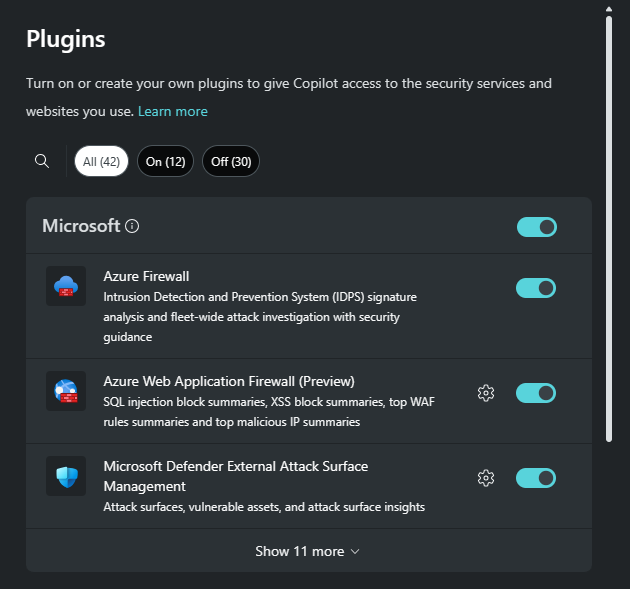 Plugins
Turn on or create your own plugins to give Copilot access to the security services and
websites you use. Learn more
All (42) On (12) Off (30)
Microsoft
Azure Firewall
Intrusion Detection and Prevention System (IDPS) signature
analysis and fleet-wide attack investigation with security
guidance
Azure Web Application Firewall (Preview)
SQL injection block summaries, XSS block summaries, top WAF
rules summaries and top malicious IP summaries
Microsoft Defender External Attack Surface
Management
Attack surfaces, vulnerable assets, and attack surface insights
Show 11 more